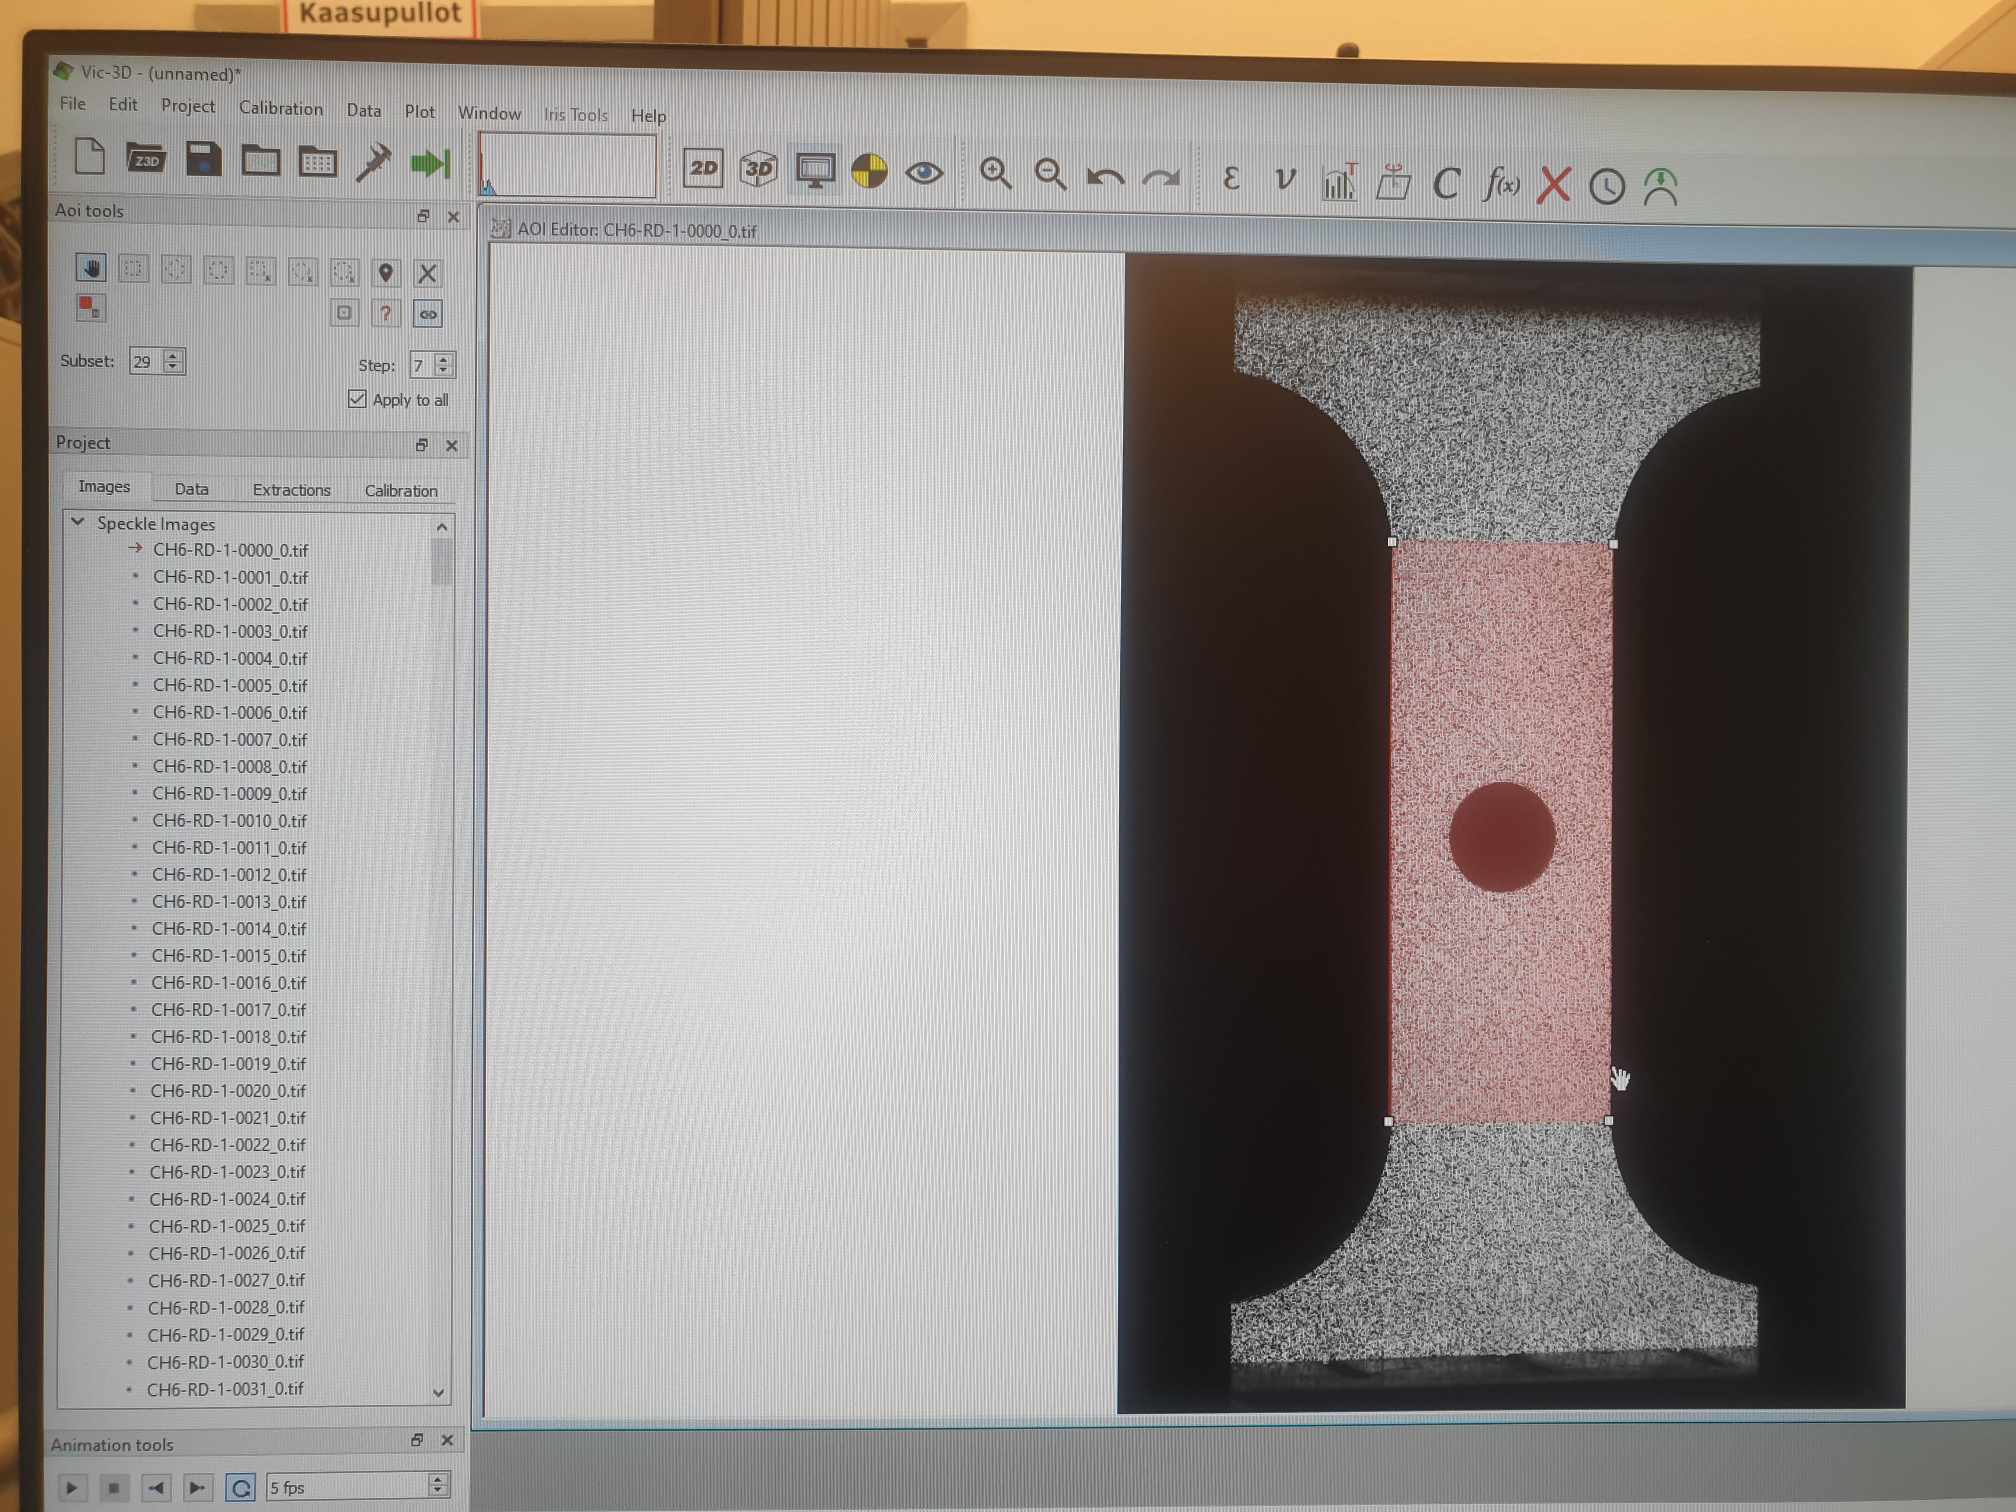 Kaasupullot
Vic-3D - (unnamed)*
File Edit Project Calibration Data Plot Window Iris Tools Help
Z3D 2D 3D ε ν T C f(x)
Aoi tools
AOI Editor: CH6-RD-1-0000_0.tif
?
Subset: 29 Step: 7
Apply to all
Project
Images Data Extractions Calibration
Speckle Images
CH6-RD-1-0000_0.tif
CH6-RD-1-0001_0.tif
CH6-RD-1-0002_0.tif
CH6-RD-1-0003_0.tif
CH6-RD-1-0004_0.tif
CH6-RD-1-0005_0.tif
CH6-RD-1-0006_0.tif
CH6-RD-1-0007_0.tif
CH6-RD-1-0008_0.tif
CH6-RD-1-0009_0.tif
CH6-RD-1-0010_0.tif
CH6-RD-1-0011_0.tif
CH6-RD-1-0012_0.tif
CH6-RD-1-0013_0.tif
CH6-RD-1-0014_0.tif
CH6-RD-1-0015_0.tif
CH6-RD-1-0016_0.tif
CH6-RD-1-0017_0.tif
CH6-RD-1-0018_0.tif
CH6-RD-1-0019_0.tif
CH6-RD-1-0020_0.tif
CH6-RD-1-0021_0.tif
CH6-RD-1-0022_0.tif
CH6-RD-1-0023_0.tif
CH6-RD-1-0024_0.tif
CH6-RD-1-0025_0.tif
CH6-RD-1-0026_0.tif
CH6-RD-1-0027_0.tif
CH6-RD-1-0028_0.tif
CH6-RD-1-0029_0.tif
CH6-RD-1-0030_0.tif
CH6-RD-1-0031_0.tif
Animation tools
5 fps